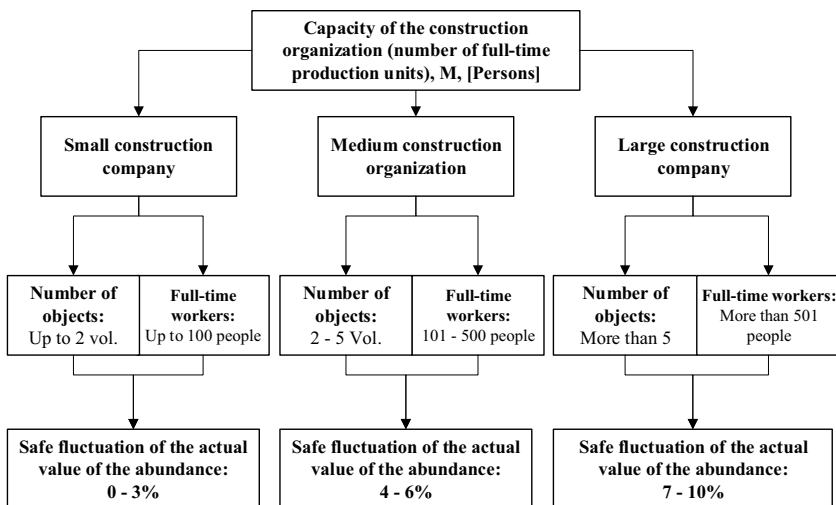 Capacity of the construction
organization (number of full-time
production units), M, [Persons]
Small construction
company
Medium construction
organization
Large construction
company
Number of
objects:
Up to 2 vol.
Full-time
workers:
Up to 100 people
Number of
objects:
2 - 5 Vol.
Full-time
workers:
101 - 500 people
Number of
objects:
More than 5
Full-time workers:
More than 501
people
Safe fluctuation of the actual
value of the abundance:
0 - 3%
Safe fluctuation of the actual
value of the abundance:
4 - 6%
Safe fluctuation of the actual
value of the abundance:
7 - 10%